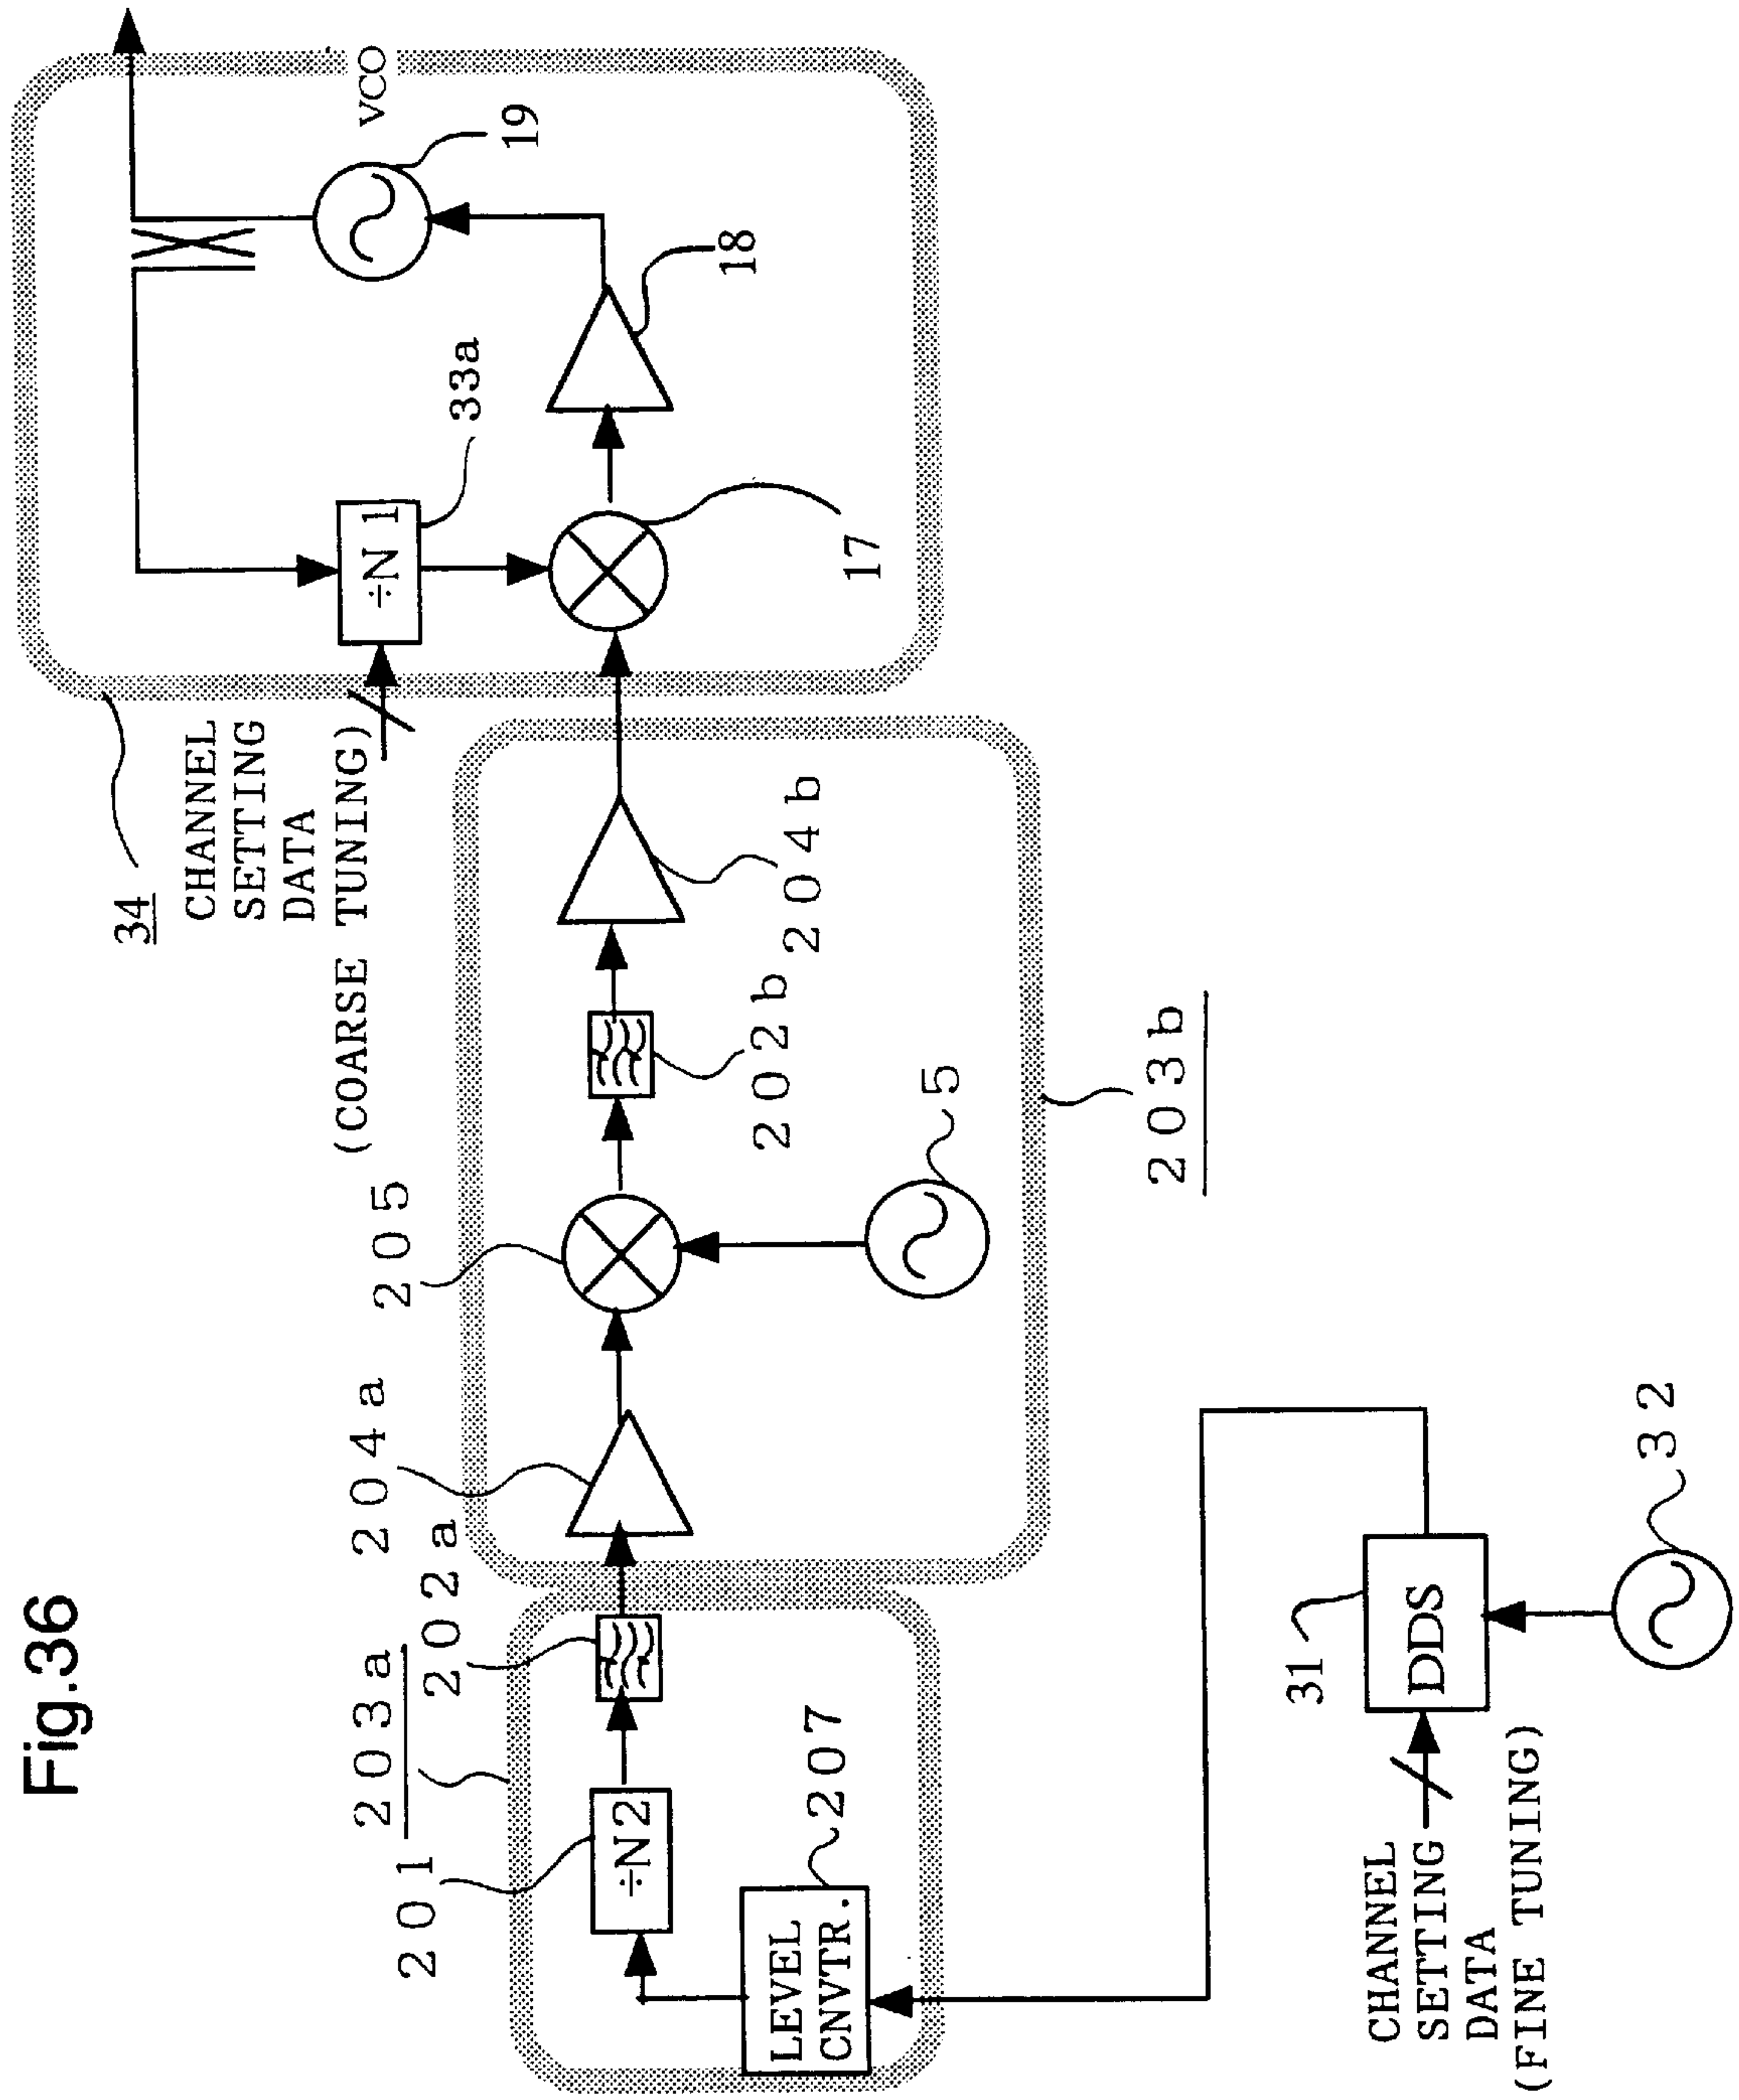 Fig.36
203a
201
÷N2
202a
LEVEL
CNVTR.
207
204a
205
5
202b
204b
203b
34
CHANNEL
SETTING
DATA
(COARSE TUNING)
÷N1
33a
17
18
19
VCO
31
DDS
32
CHANNEL
SETTING
DATA
(FINE TUNING)